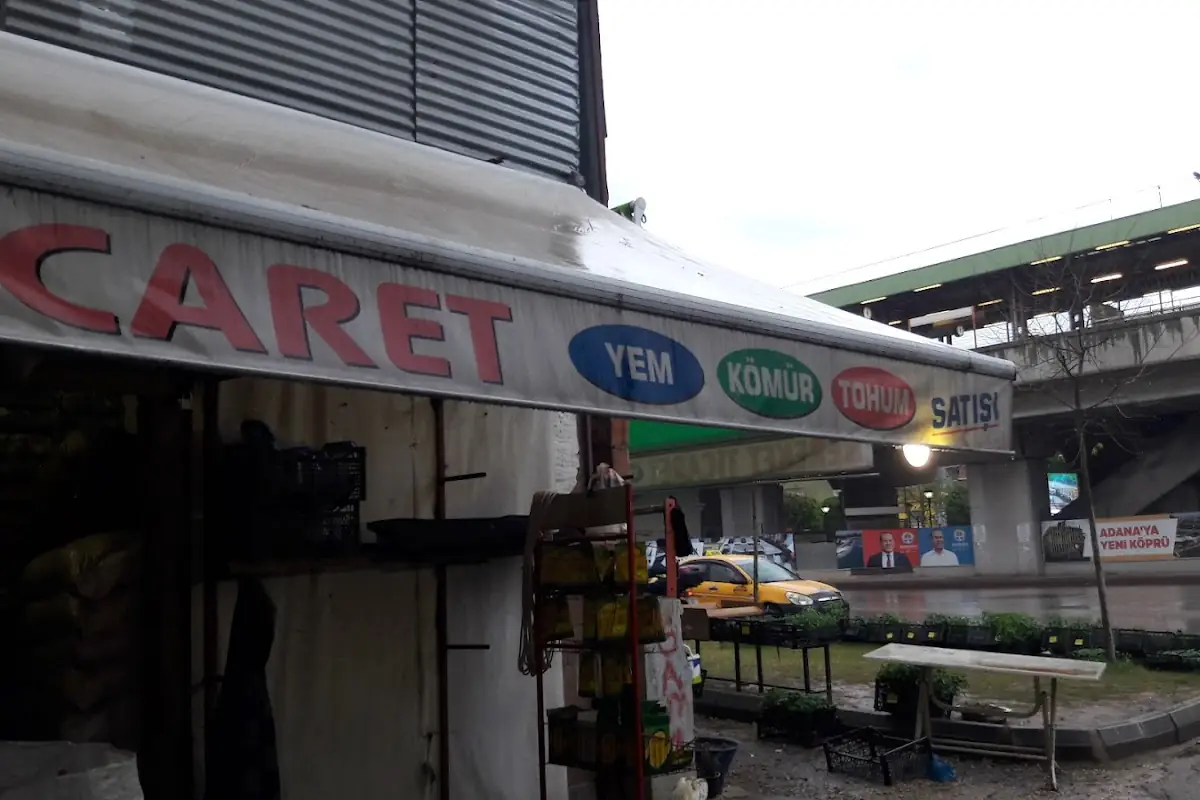 CARET YEM KÖMÜR TOHUM SATIŞI
ADANA'YA
YENİ KÖPRÜ